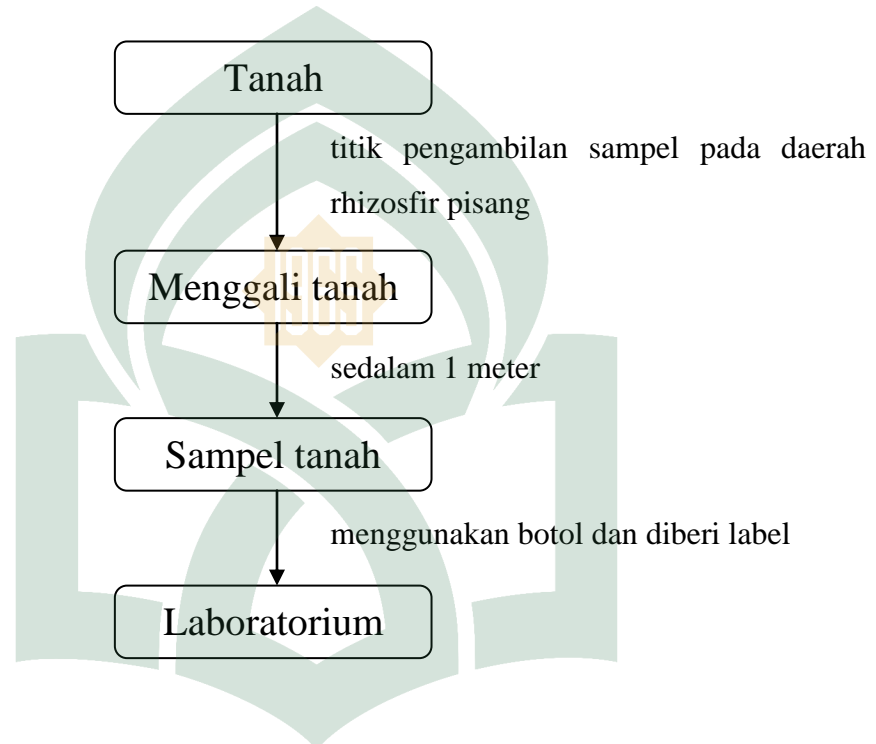 Tanah
titik pengambilan sampel pada daerah
rhizosfir pisang
Menggali tanah
sedalam 1 meter
Sampel tanah
menggunakan botol dan diberi label
Laboratorium